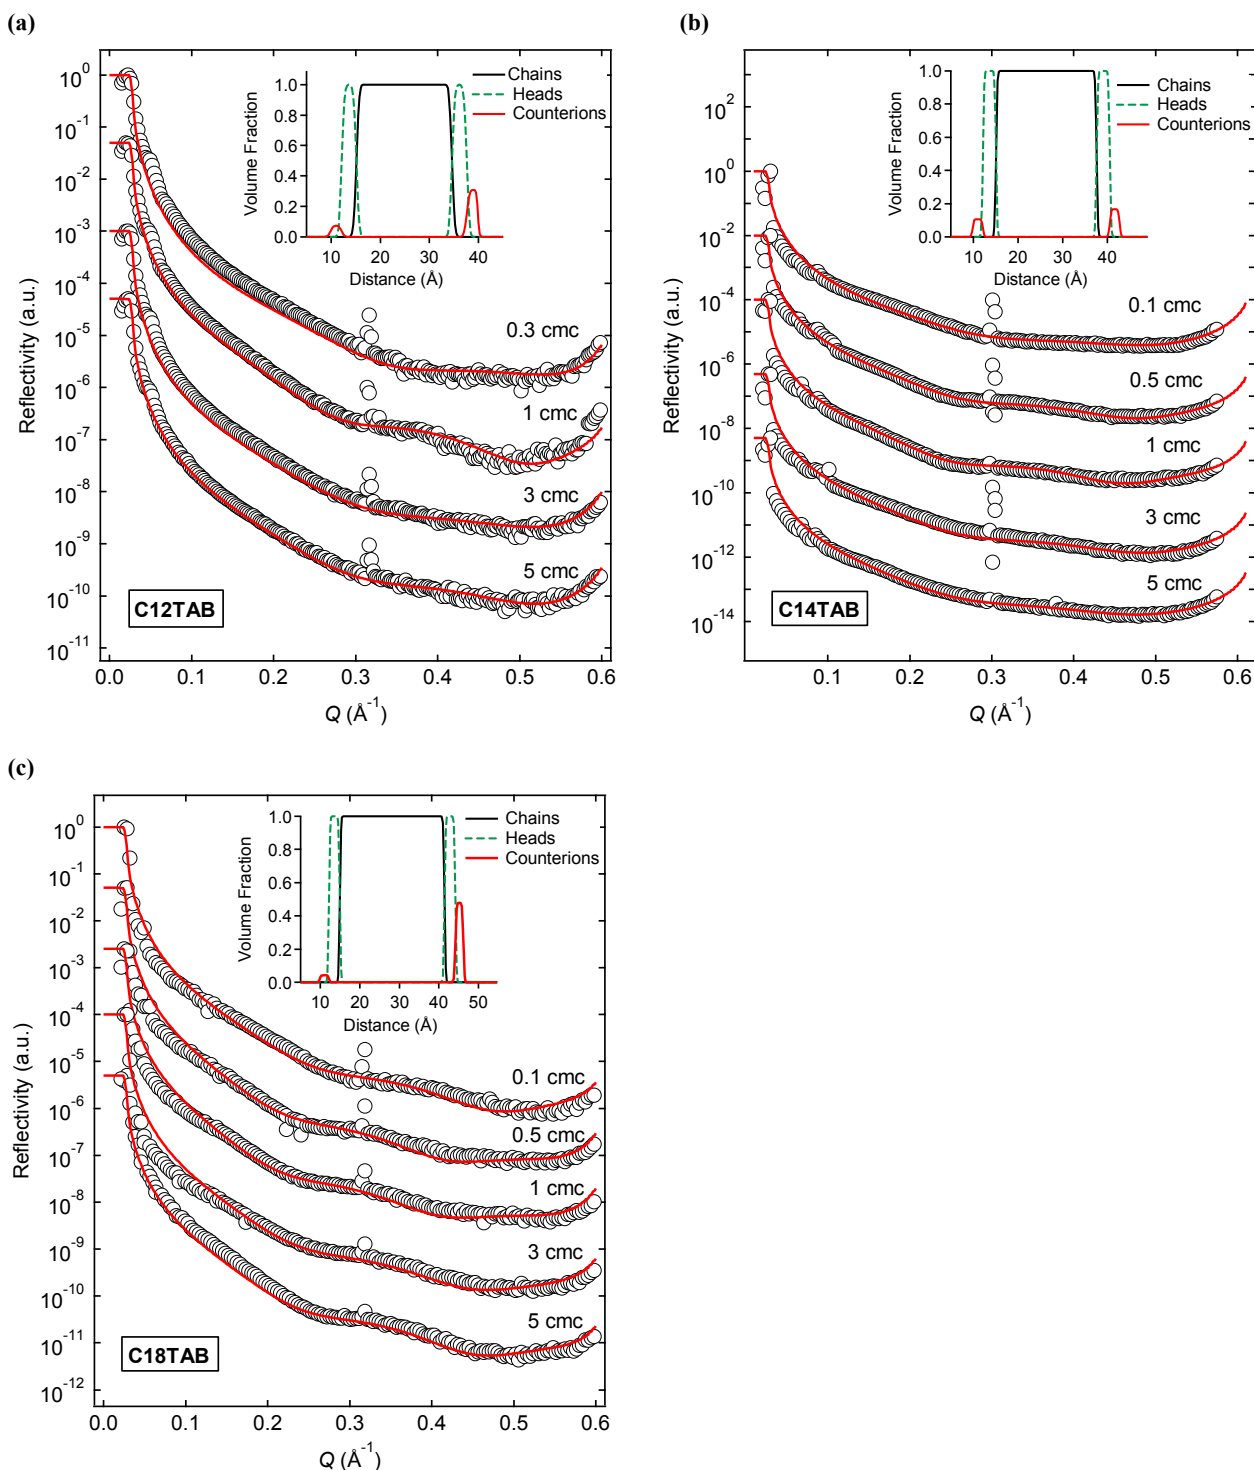 (a)
10^0
10^-1
10^-2
10^-3
10^-4
10^-5
10^-6
10^-7
10^-8
10^-9
10^-10
10^-11
Reflectivity (a.u.)
0.0 0.1 0.2 0.3 0.4 0.5 0.6
Q (Å^-1)
1.0
0.8
0.6
0.4
0.2
0.0
Volume Fraction
10 20 30 40
Distance (Å)
Chains
Heads
Counterions
0.3 cmc
1 cmc
3 cmc
5 cmc
C12TAB
(b)
10^2
10^0
10^-2
10^-4
10^-6
10^-8
10^-10
10^-12
10^-14
Reflectivity (a.u.)
0.1 0.2 0.3 0.4 0.5 0.6
Q (Å^-1)
1.0
0.8
0.6
0.4
0.2
0.0
Volume Fraction
10 20 30 40
Distance (Å)
Chains
Heads
Counterions
0.1 cmc
0.5 cmc
1 cmc
3 cmc
5 cmc
C14TAB
(c)
10^0
10^-1
10^-2
10^-3
10^-4
10^-5
10^-6
10^-7
10^-8
10^-9
10^-10
10^-11
10^-12
Reflectivity (a.u.)
0.0 0.1 0.2 0.3 0.4 0.5 0.6
Q (Å^-1)
1.0
0.8
0.6
0.4
0.2
0.0
Volume Fraction
10 20 30 40 50
Distance (Å)
Chains
Heads
Counterions
0.1 cmc
0.5 cmc
1 cmc
3 cmc
5 cmc
C18TAB